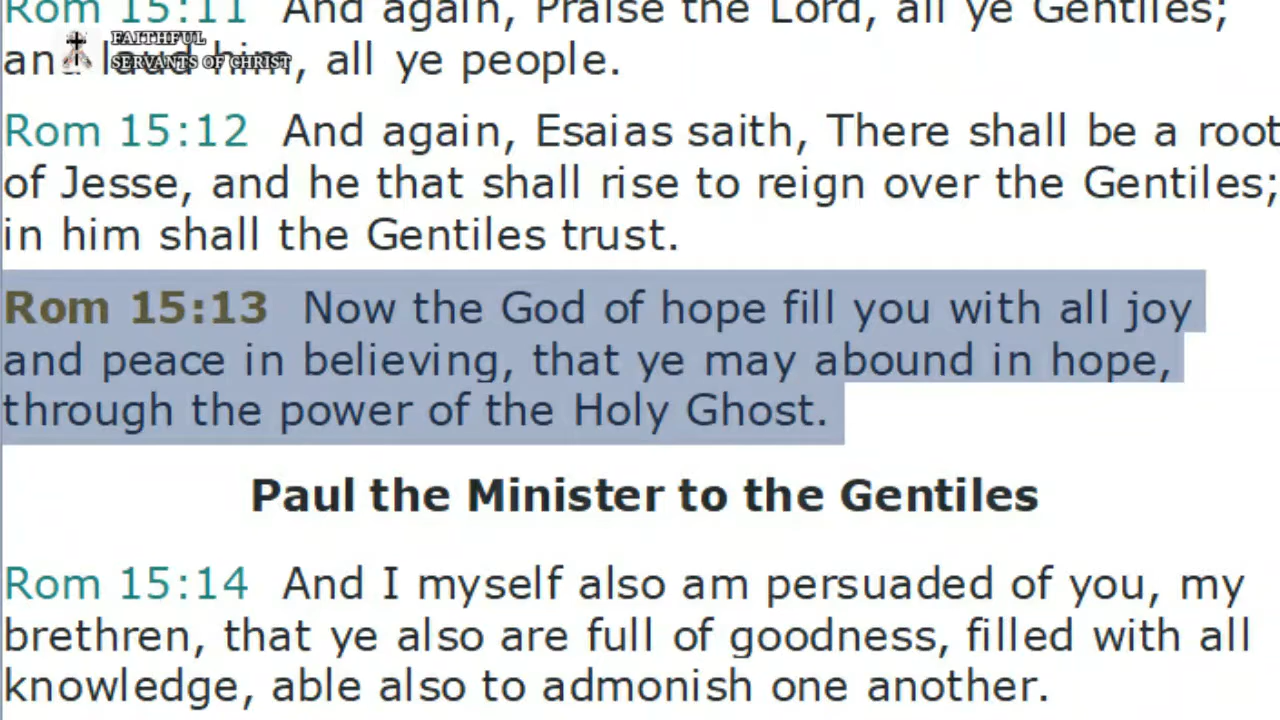 Rom 15:11 And again, Praise the Lord, all ye Gentiles;
and laud him, all ye people.
FAITHFUL
SERVANTS OF CHRIST
Rom 15:12 And again, Esaias saith, There shall be a root
of Jesse, and he that shall rise to reign over the Gentiles;
in him shall the Gentiles trust.
Rom 15:13 Now the God of hope fill you with all joy
and peace in believing, that ye may abound in hope,
through the power of the Holy Ghost.
Paul the Minister to the Gentiles
Rom 15:14 And I myself also am persuaded of you, my
brethren, that ye also are full of goodness, filled with all
knowledge, able also to admonish one another.